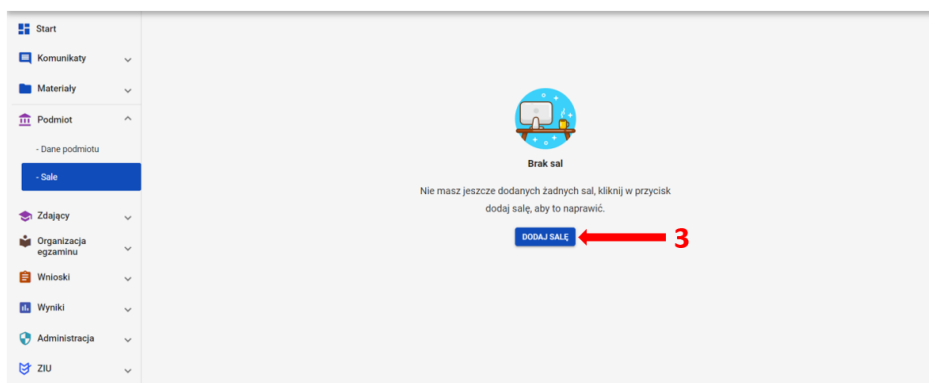 Start
Komunikaty
Materiały
Podmiot
- Dane podmiotu
- Sale
Zdający
Organizacja
egzaminu
Wnioski
Wyniki
Administracja
ZIU
Brak sal
Nie masz jeszcze dodanych żadnych sal, kliknij w przycisk
dodaj salę, aby to naprawić.
DODAJ SALĘ
3